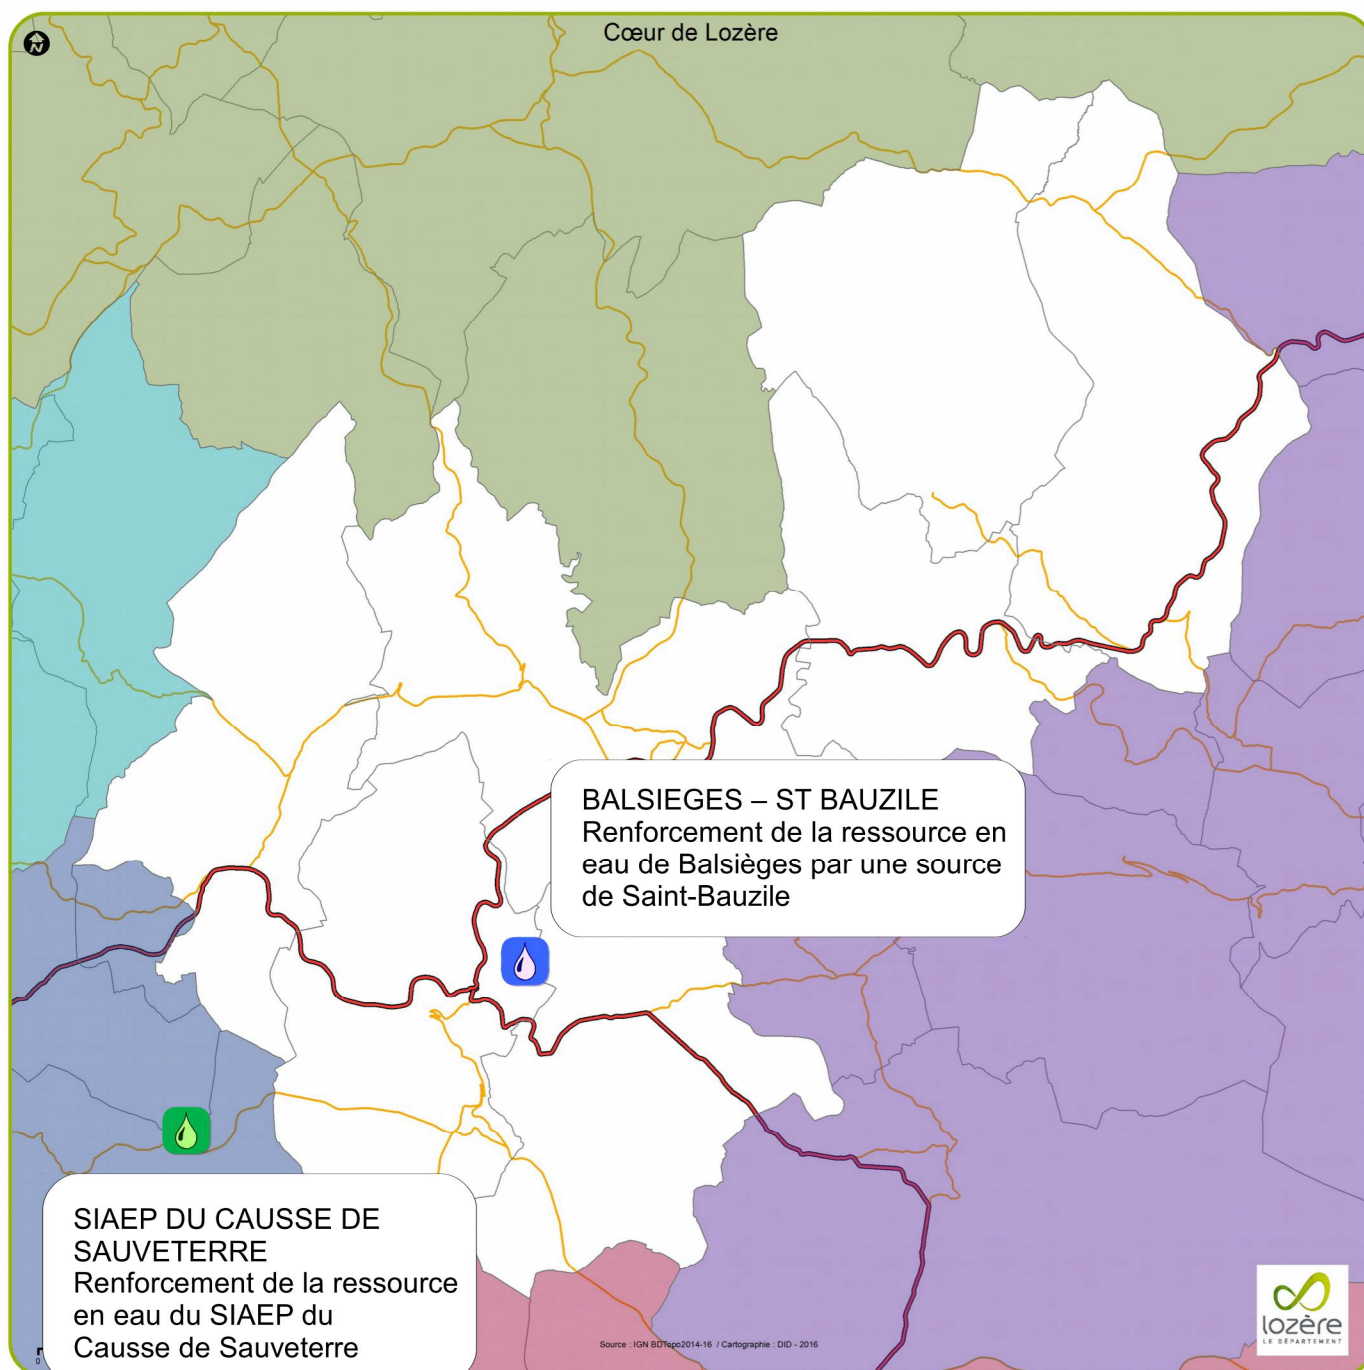 Cœur de Lozère
N
BALSIEGES – ST BAUZILE
Renforcement de la ressource en
eau de Balsièges par une source
de Saint-Bauzile
SIAEP DU CAUSSE DE
SAUVETERRE
Renforcement de la ressource
en eau du SIAEP du
Causse de Sauveterre
0
Source : IGN BDTopo2014-16 / Cartographie : DID - 2016
lozère
LE DÉPARTEMENT